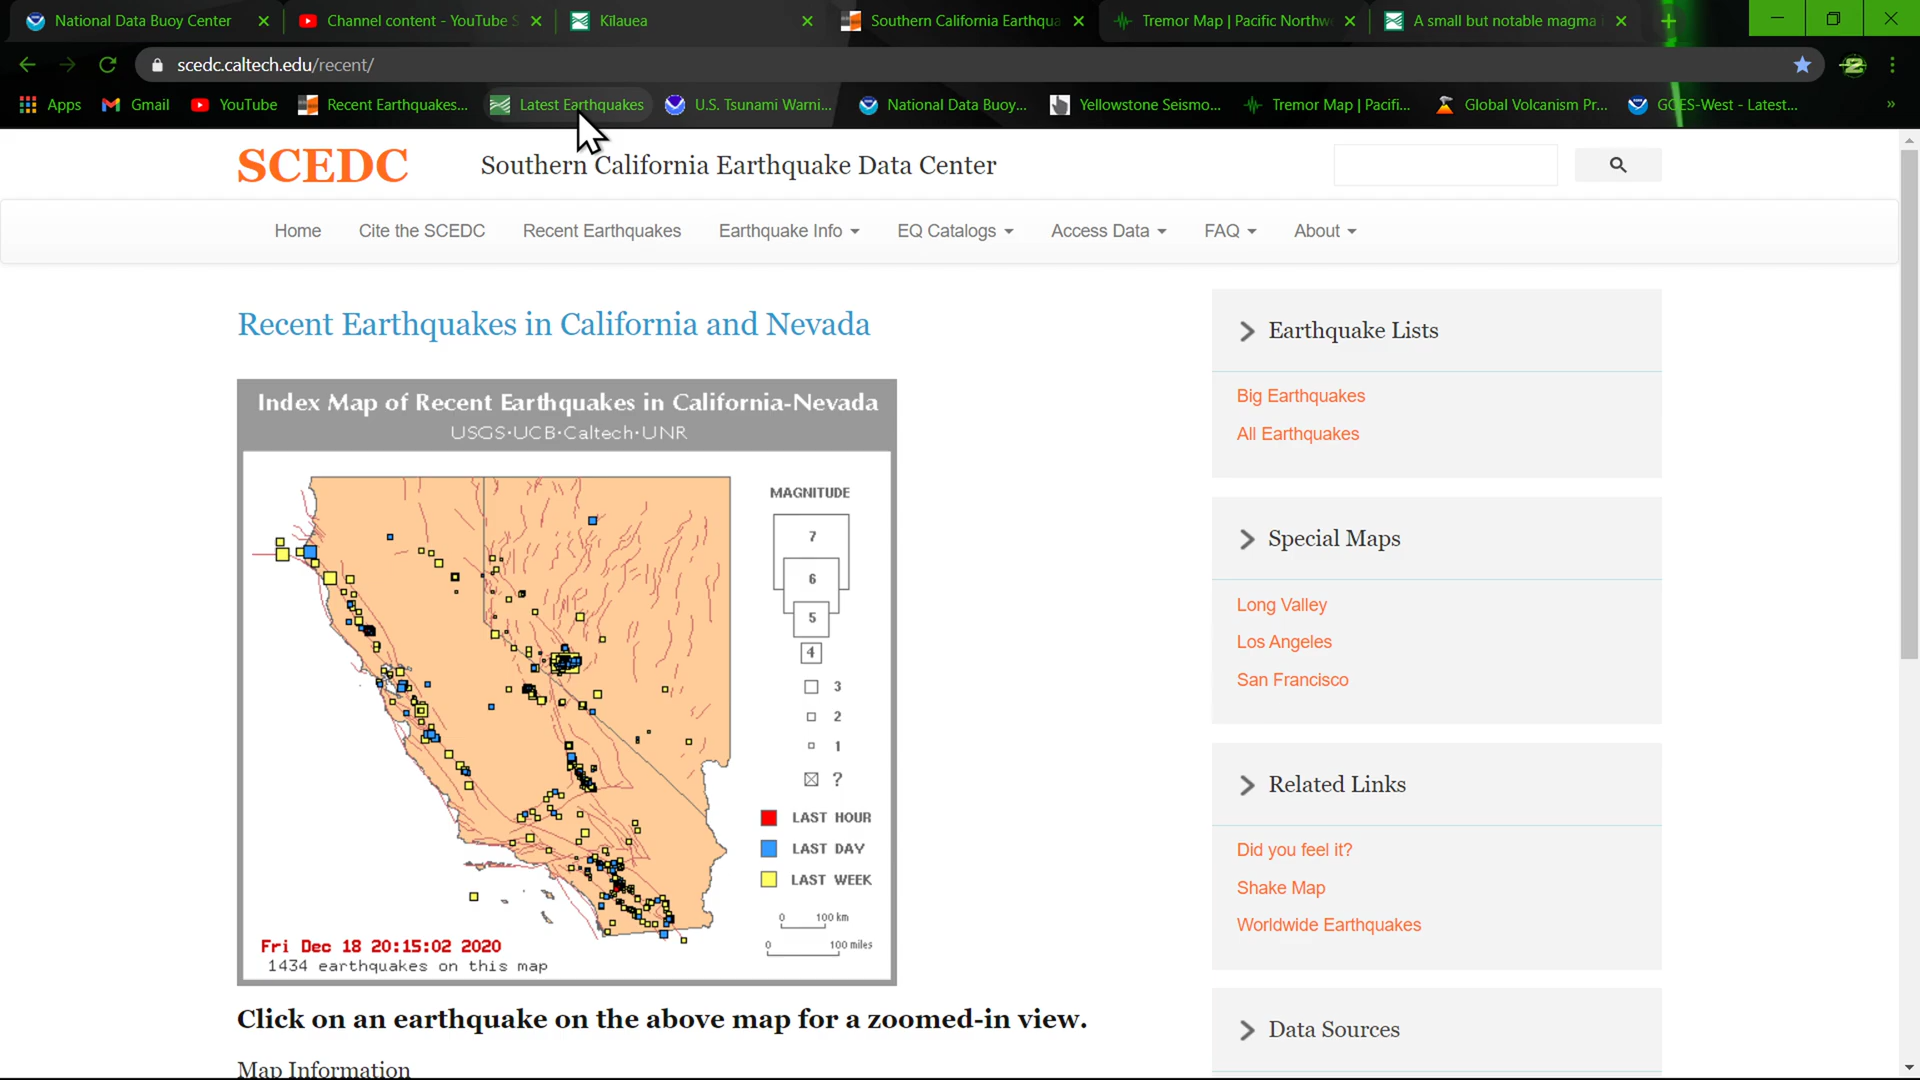 National Data Buoy Center
Channel content - YouTube S
Kilauea
Southern California Earthqua
Tremor Map | Pacific Northwe
A small but notable magma i
scedc.caltech.edu/recent/
Apps
Gmail
YouTube
Recent Earthquakes...
Latest Earthquakes
U.S. Tsunami Warni...
National Data Buoy...
Yellowstone Seismo...
Tremor Map | Pacifi...
Global Volcanism Pr...
GOES-West - Latest...
»
SCEDC
Southern California Earthquake Data Center
Home
Cite the SCEDC
Recent Earthquakes
Earthquake Info
EQ Catalogs
Access Data
FAQ
About
Recent Earthquakes in California and Nevada
Index Map of Recent Earthquakes in California-Nevada
USGS·UCB·Caltech·UNR
MAGNITUDE
7
6
5
4
3
2
1
?
LAST HOUR
LAST DAY
LAST WEEK
0 100 km
0 100 miles
Fri Dec 18 20:15:02 2020
1434 earthquakes on this map
Click on an earthquake on the above map for a zoomed-in view.
Map Information
Earthquake Lists
Big Earthquakes
All Earthquakes
Special Maps
Long Valley
Los Angeles
San Francisco
Related Links
Did you feel it?
Shake Map
Worldwide Earthquakes
Data Sources